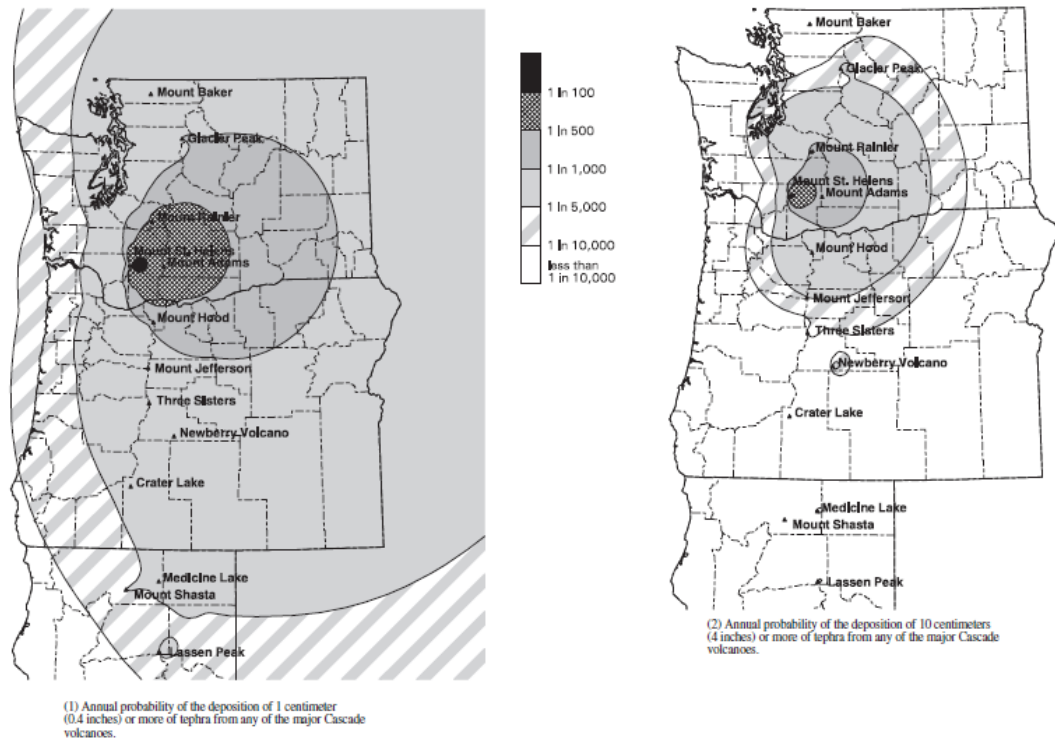 Mount Baker
Glacier Peak
Mount Rainier
Mount St. Helens
Mount Adams
Mount Hood
Mount Jefferson
Three Sisters
Newberry Volcano
Crater Lake
Medicine Lake
Mount Shasta
Lassen Peak
(1) Annual probability of the deposition of 1 centimeter
(0.4 inches) or more of tephra from any of the major Cascade
volcanoes.
1 in 100
1 in 500
1 in 1,000
1 in 5,000
1 in 10,000
less than
1 in 10,000
Mount Baker
Glacier Peak
Mount Rainier
Mount St. Helens
Mount Adams
Mount Hood
Mount Jefferson
Three Sisters
Newberry Volcano
Crater Lake
Medicine Lake
Mount Shasta
Lassen Peak
(2) Annual probability of the deposition of 10 centimeters
(4 inches) or more of tephra from any of the major Cascade
volcanoes.